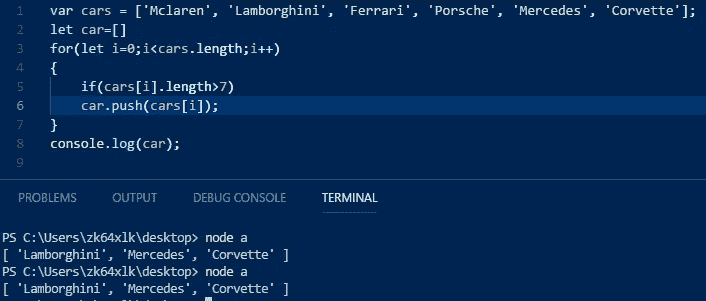 1 var cars = ['Mclaren', 'Lamborghini', 'Ferrari', 'Porsche', 'Mercedes', 'Corvette'];
2 let car=[]
3 for(let i=0;i<cars.length;i++)
4 {
5 if(cars[i].length>7)
6 car.push(cars[i]);
7 }
8 console.log(car);
9
PROBLEMS OUTPUT DEBUG CONSOLE TERMINAL
PS C:\Users\zk64xlk\desktop> node a
[ 'Lamborghini', 'Mercedes', 'Corvette' ]
PS C:\Users\zk64xlk\desktop> node a
[ 'Lamborghini', 'Mercedes', 'Corvette' ]